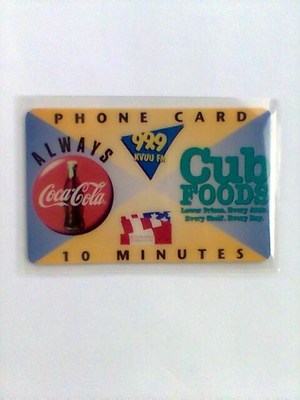 PHONE CARD
99.9
KVUU FM
ALWAYS
Coca-Cola
Cub
FOODS
Lower Prices. Every Aisle.
Every Shelf. Every Day.
10 MINUTES